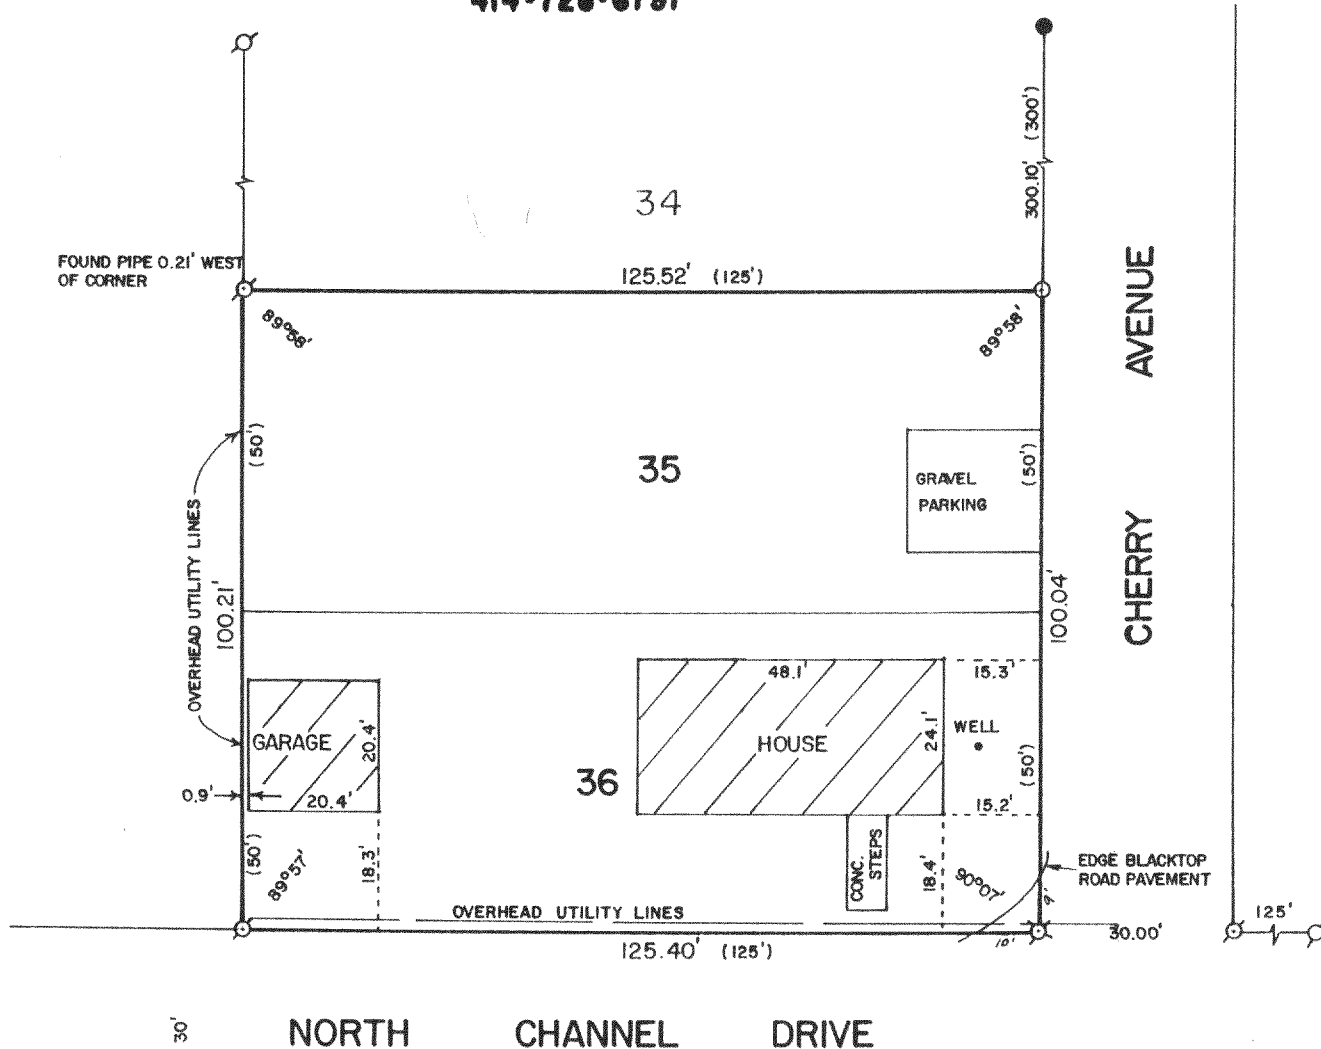 300.10' (300')
34
FOUND PIPE 0.21' WEST
OF CORNER
125.52' (125')
89°58'
89°58'
AVENUE
(50')
35
(50')
GRAVEL
PARKING
OVERHEAD UTILITY LINES
100.21'
100.04'
CHERRY
48.1'
15.3'
GARAGE
20.4'
HOUSE
24.1'
WELL
36
(50')
0.9'
20.4'
15.2'
(50')
89°57'
18.3'
CONC.
STEPS
18.4'
90°07'
EDGE BLACKTOP
ROAD PAVEMENT
9'
OVERHEAD UTILITY LINES
125.40' (125')
10'
30.00'
125'
30'
NORTH CHANNEL DRIVE